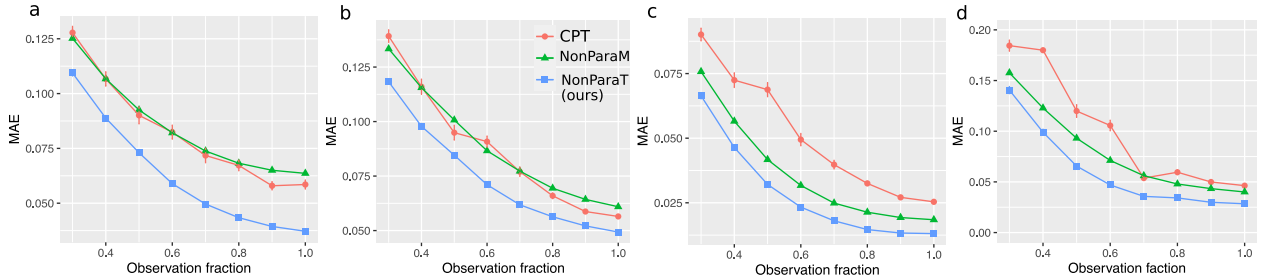 a
MAE
0.125
0.100
0.075
0.050
0.4
0.6
0.8
1.0
Observation fraction
b
MAE
0.125
0.100
0.075
0.050
CPT
NonParaM
NonParaT
(ours)
0.4
0.6
0.8
1.0
Observation fraction
c
MAE
0.075
0.050
0.025
0.4
0.6
0.8
1.0
Observation fraction
d
MAE
0.20
0.15
0.10
0.05
0.00
0.4
0.6
0.8
1.0
Observation faction